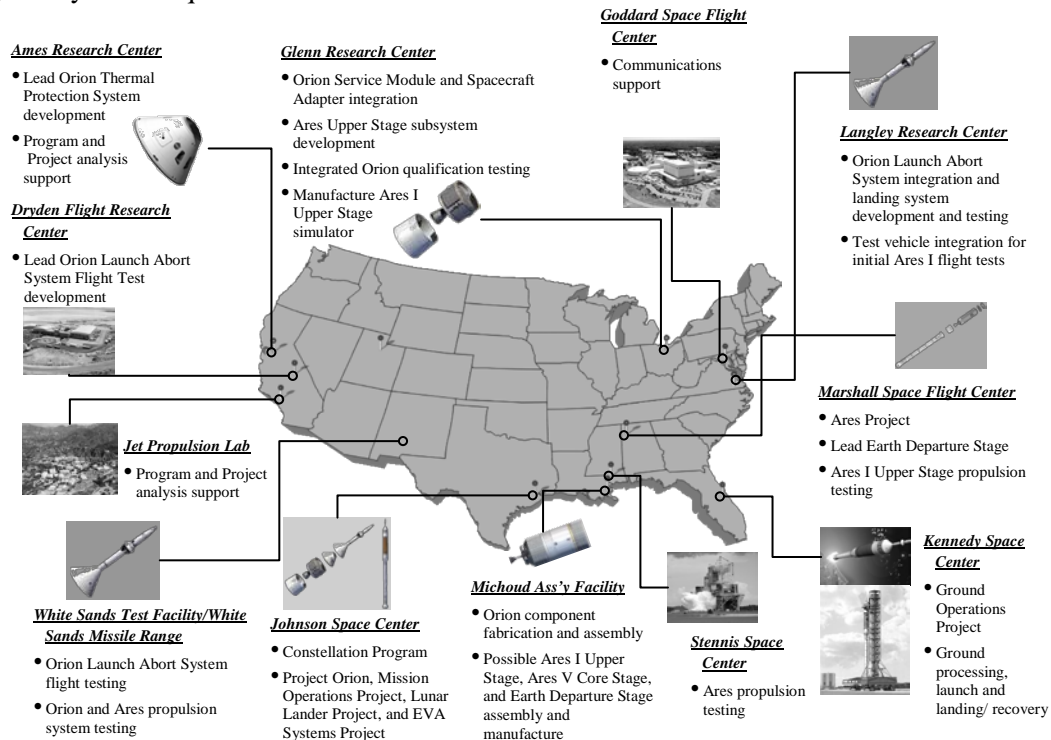 Ames Research Center
• Lead Orion Thermal
Protection System
development
• Program and
Project analysis
support
Dryden Flight Research
Center
• Lead Orion Launch Abort
System Flight Test
development
Glenn Research Center
• Orion Service Module and Spacecraft
Adapter integration
• Ares Upper Stage subsystem
development
• Integrated Orion qualification testing
• Manufacture Ares I
Upper Stage
simulator
Goddard Space Flight
Center
• Communications
support
Langley Research Center
• Orion Launch Abort
System integration and
landing system
development and testing
• Test vehicle integration for
initial Ares I flight tests
Marshall Space Flight Center
• Ares Project
• Lead Earth Departure Stage
• Ares I Upper Stage propulsion
testing
Jet Propulsion Lab
• Program and Project
analysis support
White Sands Test Facility/White
Sands Missile Range
• Orion Launch Abort System
flight testing
• Orion and Ares propulsion
system testing
Johnson Space Center
• Constellation Program
• Project Orion, Mission
Operations Project, Lunar
Lander Project, and EVA
Systems Project
Michoud Ass'y Facility
• Orion component
fabrication and assembly
• Possible Ares I Upper
Stage, Ares V Core Stage,
and Earth Departure Stage
assembly and
manufacture
Stennis Space
Center
• Ares propulsion
testing
Kennedy Space
Center
• Ground
Operations
Project
• Ground
processing,
launch and
landing/ recovery